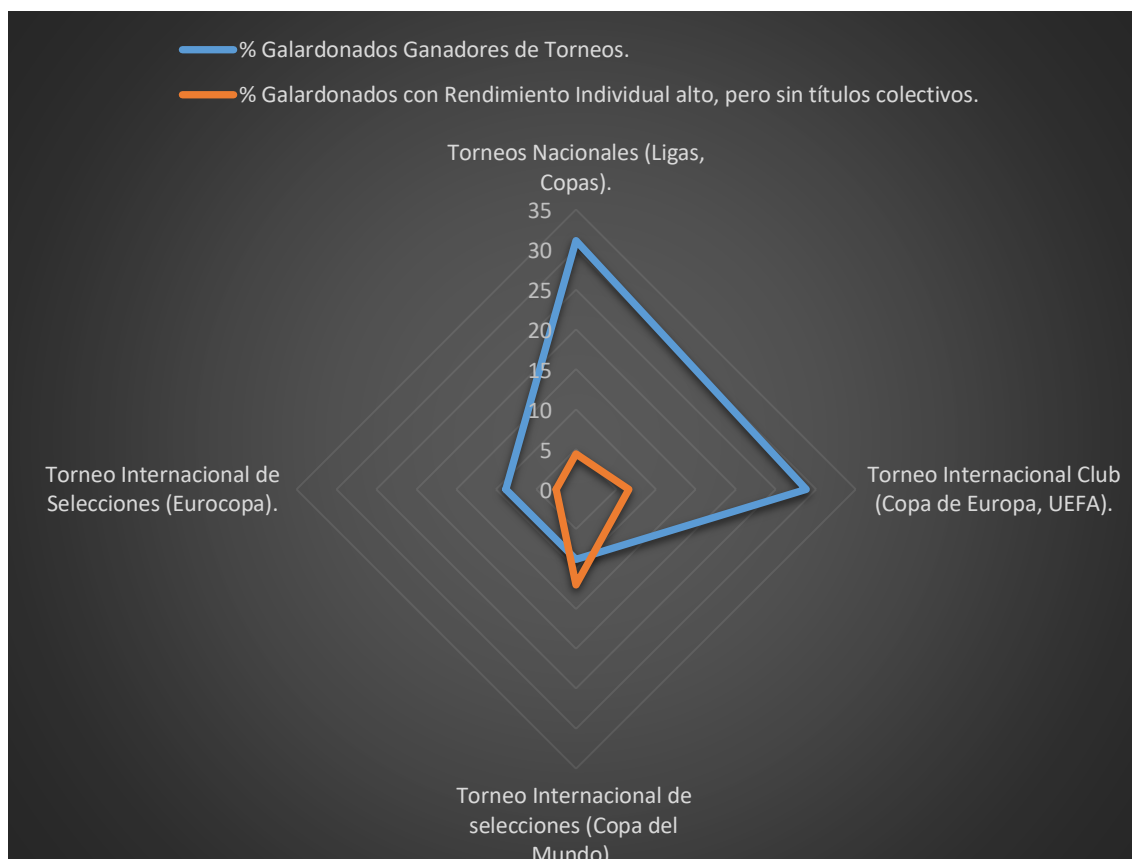 % Galardonados Ganadores de Torneos.
% Galardonados con Rendimiento Individual alto, pero sin títulos colectivos.
Torneos Nacionales (Ligas,
Copas).
35
30
25
20
15
10
5
0
Torneo Internacional de
Selecciones (Eurocopa).
Torneo Internacional Club
(Copa de Europa, UEFA).
Torneo Internacional de
selecciones (Copa del
Mundo)